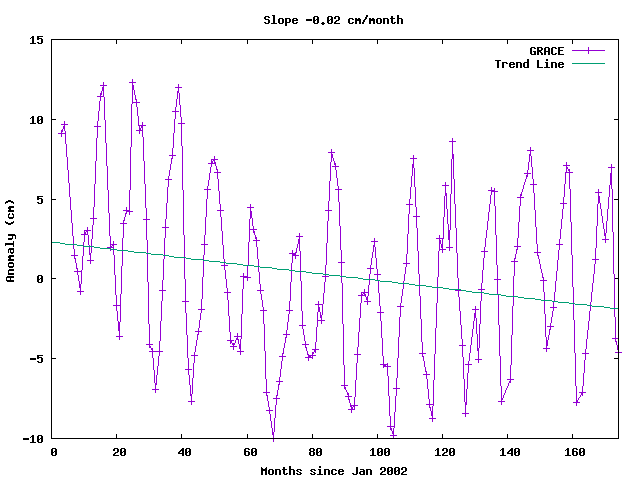 Slope -0.02 cm/month
15
GRACE
Trend Line
10
5
Anomaly (cm)
0
-5
-10
0 20 40 60 80 100 120 140 160
Months since Jan 2002